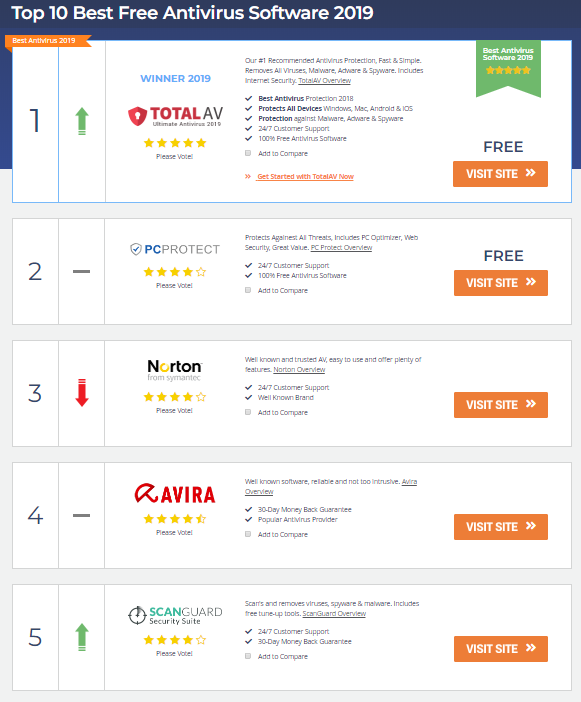 Top 10 Best Free Antivirus Software 2019
Best Antivirus 2019
1
WINNER 2019
TOTALAV
Ultimate Antivirus 2019
Please Vote!
Our #1 Recommended Antivirus Protection, Fast & Simple.
Removes All Viruses, Malware, Adware & Spyware. Includes
Internet Security. TotalAV Overview
Best Antivirus Protection 2018
Protects All Devices Windows, Mac, Android & iOS
Protection against Malware, Adware & Spyware
24/7 Customer Support
100% Free Antivirus Software
Add to Compare
» Get Started with TotalAV Now
Best Antivirus
Software 2019
FREE
VISIT SITE »
2
PCPROTECT
Please Vote!
Protects Againest All Threats, Includes PC Optimizer, Web
Security, Great Value. PC Protect Overview
24/7 Customer Support
100% Free Antivirus Software
Add to Compare
FREE
VISIT SITE »
3
Norton
from symantec
Please Vote!
Well known and trusted AV, easy to use and offer plenty of
features. Norton Overview
24/7 Customer Support
Well Known Brand
Add to Compare
VISIT SITE »
4
AVIRA
Please Vote!
Well known software, reliable and not too intrusive. Avira
Overview
30-Day Money Back Guarantee
Popular Antivirus Provider
Add to Compare
VISIT SITE »
5
SCANGUARD
Security Suite
Please Vote!
Scan's and removes viruses, spyware & malware. Includes
free tune-up tools. ScanGuard Overview
24/7 Customer Support
30-Day Money Back Guarantee
Add to Compare
VISIT SITE »